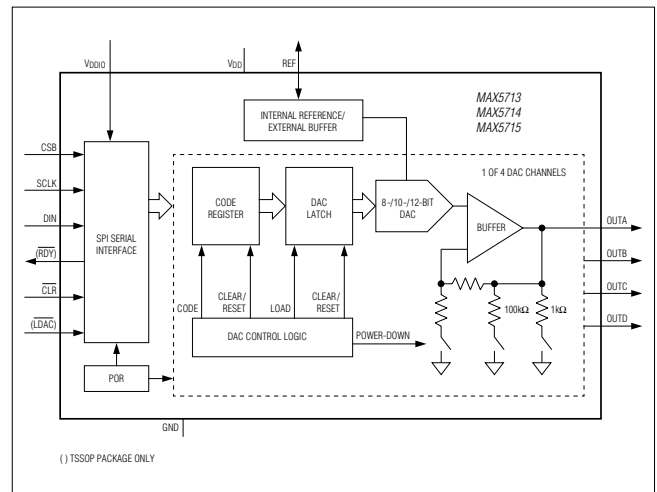 VDDIO
VDD
REF
MAX5713
MAX5714
MAX5715
INTERNAL REFERENCE/
EXTERNAL BUFFER
1 OF 4 DAC CHANNELS
CSB
SCLK
DIN
(RDY)
CLR
(LDAC)
SPI SERIAL
INTERFACE
CODE
REGISTER
DAC
LATCH
8-/10-/12-BIT
DAC
BUFFER
OUTA
OUTB
OUTC
OUTD
CODE
CLEAR/
RESET
LOAD
CLEAR/
RESET
100kΩ
1kΩ
DAC CONTROL LOGIC
POWER-DOWN
POR
GND
( ) TSSOP PACKAGE ONLY